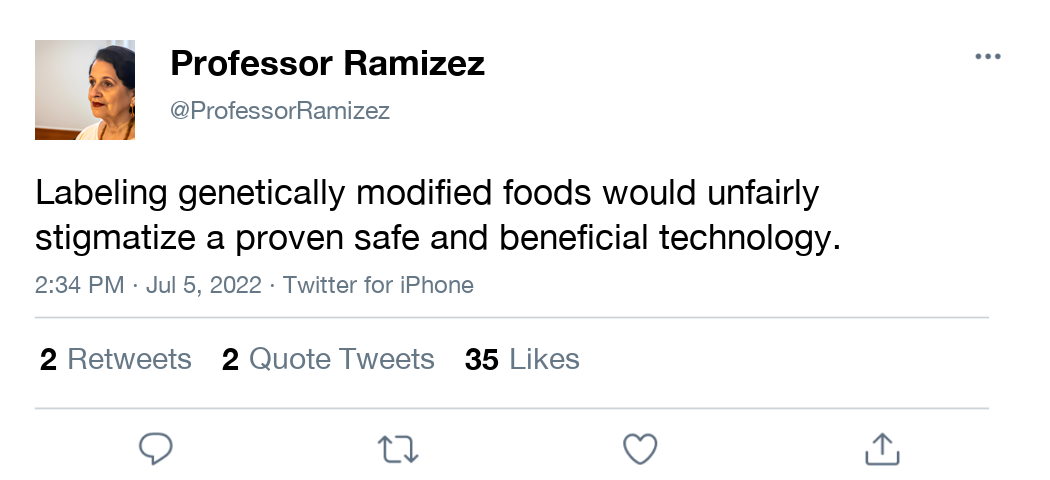 Professor Ramizez
@ProfessorRamizez
Labeling genetically modified foods would unfairly
stigmatize a proven safe and beneficial technology.
2:34 PM · Jul 5, 2022 · Twitter for iPhone
2 Retweets 2 Quote Tweets 35 Likes